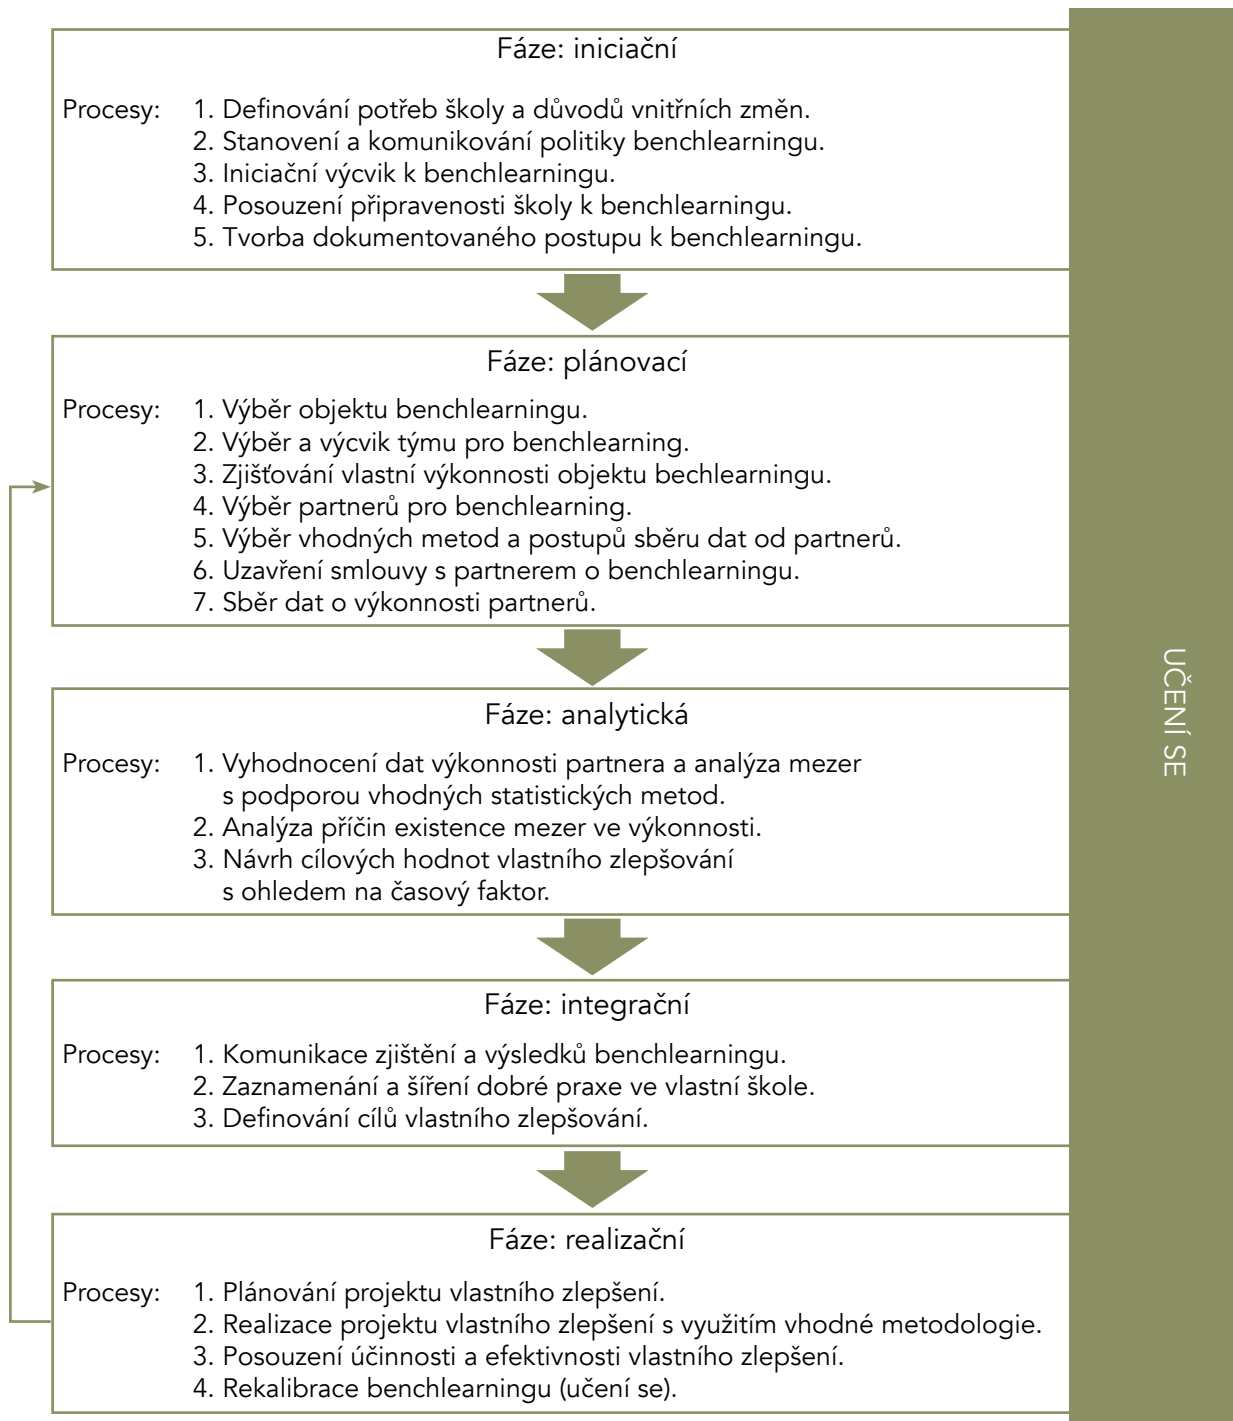 Fáze: iniciační
Procesy: 1. Definování potřeb školy a důvodů vnitřních změn.
2. Stanovení a komunikování politiky benchlearningu.
3. Iniciační výcvik k benchlearningu.
4. Posouzení připravenosti školy k benchlearningu.
5. Tvorba dokumentovaného postupu k benchlearningu.
Fáze: plánovací
Procesy: 1. Výběr objektu benchlearningu.
2. Výběr a výcvik týmu pro benchlearning.
3. Zjišťování vlastní výkonnosti objektu bechlearningu.
4. Výběr partnerů pro benchlearning.
5. Výběr vhodných metod a postupů sběru dat od partnerů.
6. Uzavření smlouvy s partnerem o benchlearningu.
7. Sběr dat o výkonnosti partnerů.
Fáze: analytická
Procesy: 1. Vyhodnocení dat výkonnosti partnera a analýza mezer
s podporou vhodných statistických metod.
2. Analýza příčin existence mezer ve výkonnosti.
3. Návrh cílových hodnot vlastního zlepšování
s ohledem na časový faktor.
Fáze: integrační
Procesy: 1. Komunikace zjištění a výsledků benchlearningu.
2. Zaznamenání a šíření dobré praxe ve vlastní škole.
3. Definování cílů vlastního zlepšování.
Fáze: realizační
Procesy: 1. Plánování projektu vlastního zlepšení.
2. Realizace projektu vlastního zlepšení s využitím vhodné metodologie.
3. Posouzení účinnosti a efektivnosti vlastního zlepšení.
4. Rekalibrace benchlearningu (učení se).
UČENÍ SE